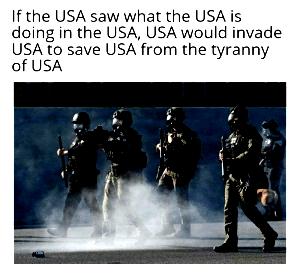 If the USA saw what the USA is
doing in the USA, USA would invade
USA to save USA from the tyranny
of USA